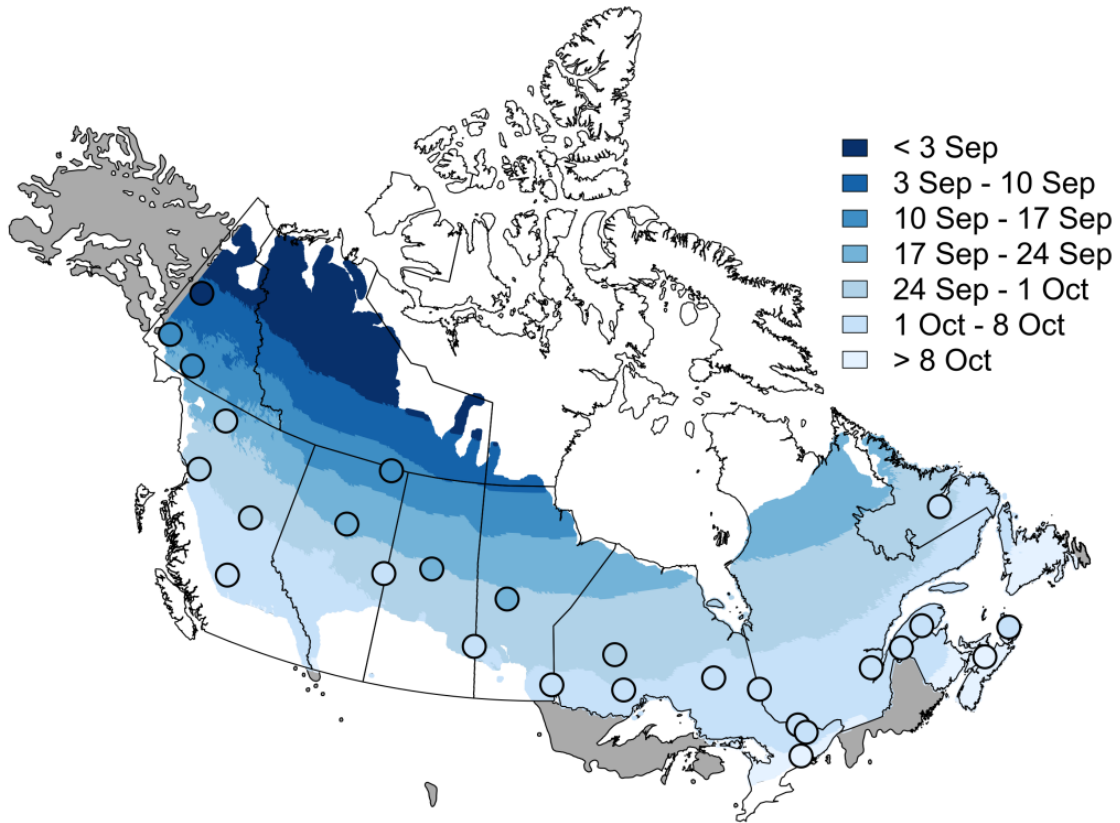 < 3 Sep
3 Sep - 10 Sep
10 Sep - 17 Sep
17 Sep - 24 Sep
24 Sep - 1 Oct
1 Oct - 8 Oct
> 8 Oct